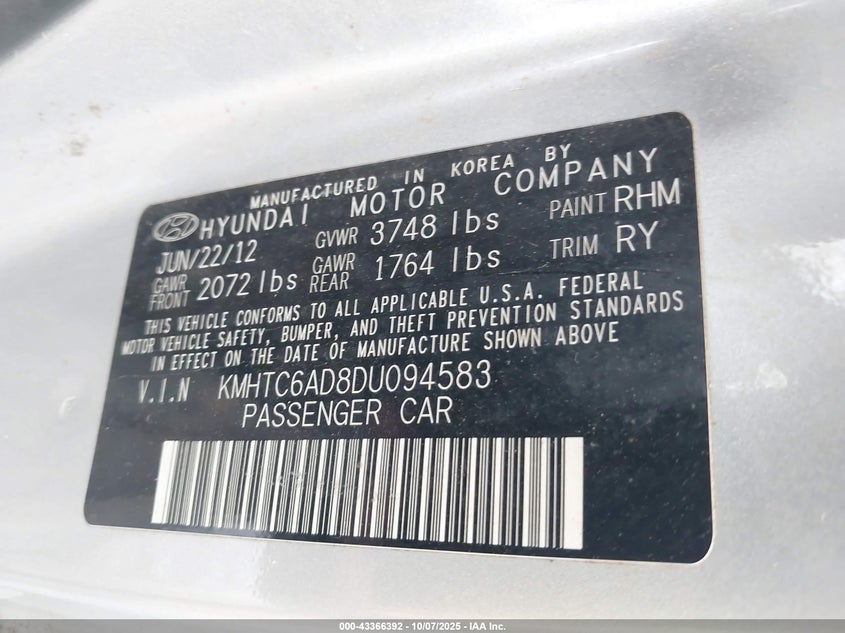 MANUFACTURED IN KOREA BY
HYUNDAI MOTOR COMPANY
JUN/22/12 GVWR 3748 lbs PAINT RHM
GAWR FRONT 2072 lbs GAWR REAR 1764 lbs TRIM RY
THIS VEHICLE CONFORMS TO ALL APPLICABLE U.S.A. FEDERAL
MOTOR VEHICLE SAFETY, BUMPER, AND THEFT PREVENTION STANDARDS
IN EFFECT ON THE DATE OF MANUFACTURE SHOWN ABOVE
V.I.N KMHTC6AD8DU094583
PASSENGER CAR
000-43366392 - 10/07/2025 - IAA Inc.